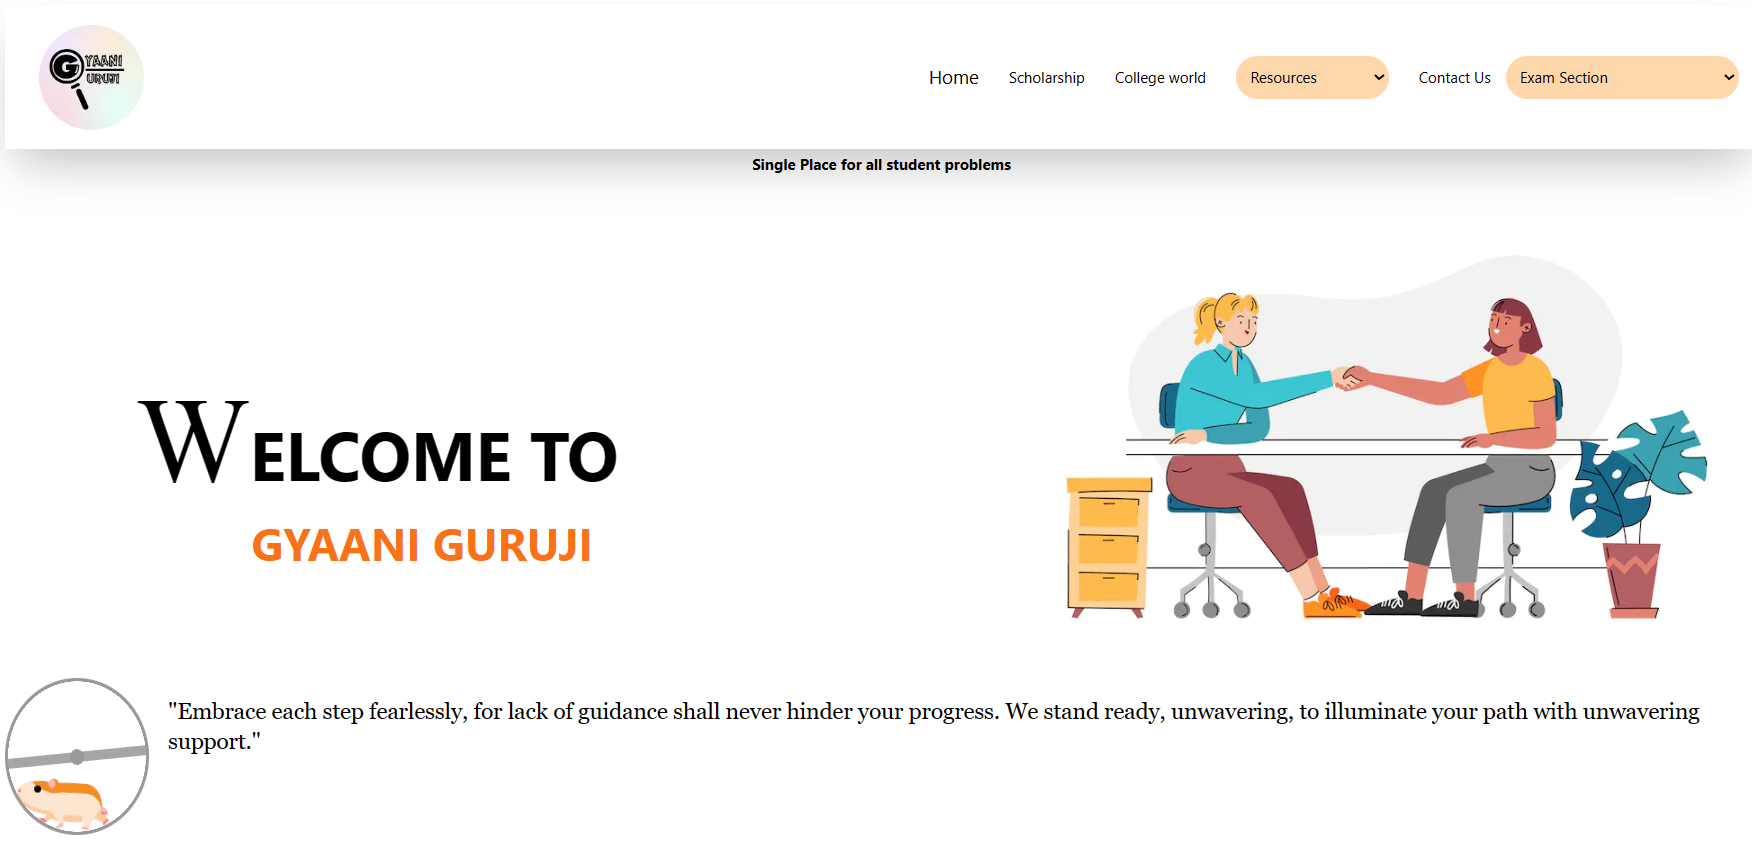 G YAANI
URUJI
Home Scholarship College world Resources Contact Us Exam Section
Single Place for all student problems
WELCOME TO
GYAANI GURUJI
"Embrace each step fearlessly, for lack of guidance shall never hinder your progress. We stand ready, unwavering, to illuminate your path with unwavering
support."